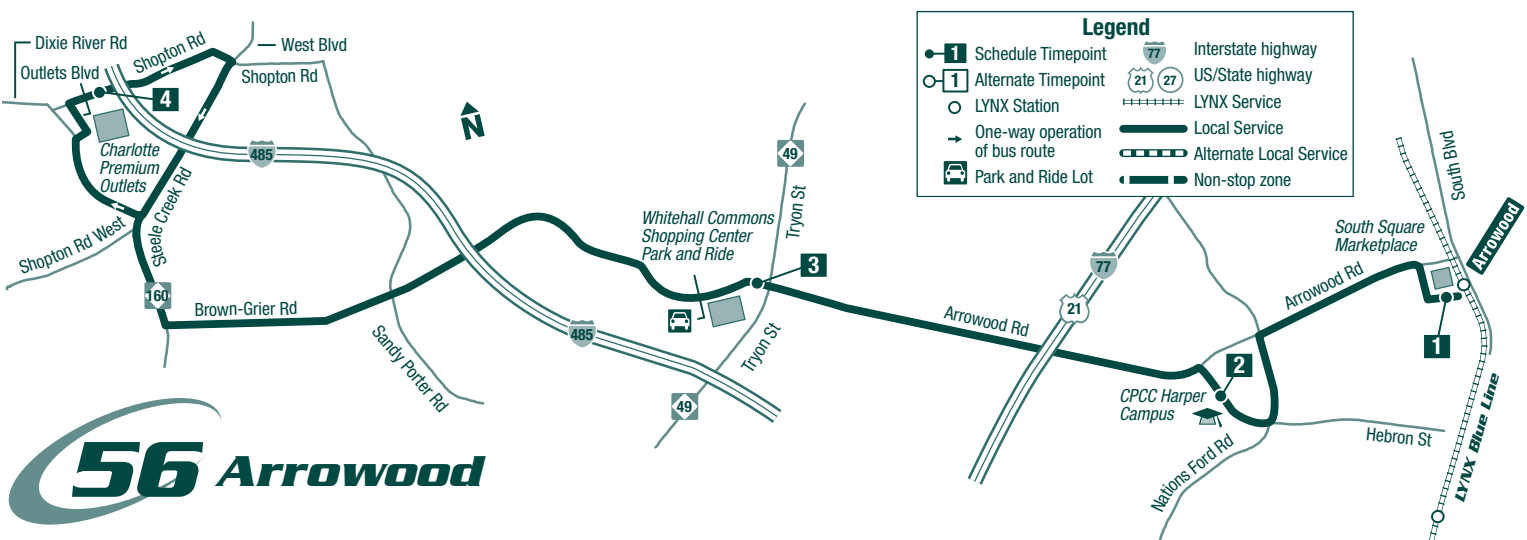 Dixie River Rd
Shopton Rd
West Blvd
Outlets Blvd
Shopton Rd
4
Charlotte
Premium
Outlets
485
N
Steele Creek Rd
Shopton Rd West
160
Brown-Grier Rd
Sandy Porter Rd
Whitehall Commons
Shopping Center
Park and Ride
49
Tryon St
3
485
Tryon St
49
Legend
1 Schedule Timepoint
1 Alternate Timepoint
LYNX Station
One-way operation
of bus route
Park and Ride Lot
77 Interstate highway
21 27 US/State highway
LYNX Service
Local Service
Alternate Local Service
Non-stop zone
77
21
Arrowood Rd
2
CPCC Harper
Campus
Nations Ford Rd
Hebron St
Arrowood Rd
South Square
Marketplace
South Blvd
Arrowood
1
LYNX Blue Line
56 Arrowood